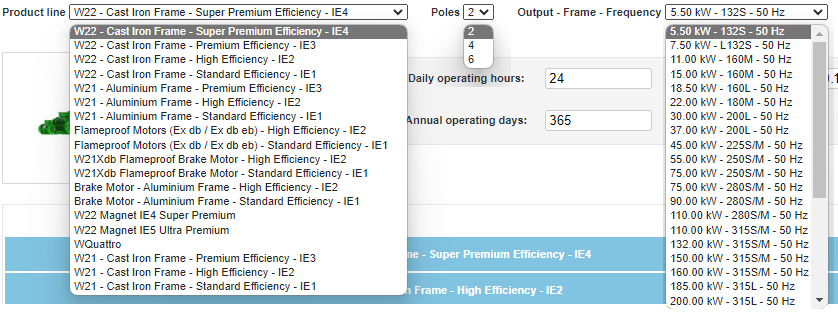 Product line W22 - Cast Iron Frame - Super Premium Efficiency - IE4 Poles 2 Output - Frame - Frequency 5.50 kW - 132S - 50 Hz
W22 - Cast Iron Frame - Super Premium Efficiency - IE4
W22 - Cast Iron Frame - Premium Efficiency - IE3
W22 - Cast Iron Frame - High Efficiency - IE2
W22 - Cast Iron Frame - Standard Efficiency - IE1
W21 - Aluminium Frame - Premium Efficiency - IE3
W21 - Aluminium Frame - High Efficiency - IE2
W21 - Aluminium Frame - Standard Efficiency - IE1
Flameproof Motors (Ex db / Ex db eb) - High Efficiency - IE2
Flameproof Motors (Ex db / Ex db eb) - Standard Efficiency - IE1
W21Xdb Flameproof Brake Motor - High Efficiency - IE2
W21Xdb Flameproof Brake Motor - Standard Efficiency - IE1
Brake Motor - Aluminium Frame - High Efficiency - IE2
Brake Motor - Aluminium Frame - Standard Efficiency - IE1
W22 Magnet IE4 Super Premium
W22 Magnet IE5 Ultra Premium
WQuattro
W21 - Cast Iron Frame - Premium Efficiency - IE3
W21 - Cast Iron Frame - High Efficiency - IE2
W21 - Cast Iron Frame - Standard Efficiency - IE1
2
4
6
Daily operating hours: 24
Annual operating days: 365
me - Super Premium Efficiency - IE4
n Frame - High Efficiency - IE2
5.50 kW - 132S - 50 Hz
7.50 kW - L132S - 50 Hz
11.00 kW - 160M - 50 Hz
15.00 kW - 160M - 50 Hz
18.50 kW - 160L - 50 Hz
22.00 kW - 180M - 50 Hz
30.00 kW - 200L - 50 Hz
37.00 kW - 200L - 50 Hz
45.00 kW - 225S/M - 50 Hz
55.00 kW - 250S/M - 50 Hz
75.00 kW - 250S/M - 50 Hz
75.00 kW - 280S/M - 50 Hz
90.00 kW - 280S/M - 50 Hz
110.00 kW - 280S/M - 50 Hz
110.00 kW - 315S/M - 50 Hz
132.00 kW - 315S/M - 50 Hz
150.00 kW - 315S/M - 50 Hz
160.00 kW - 315S/M - 50 Hz
185.00 kW - 315L - 50 Hz
200.00 kW - 315L - 50 Hz